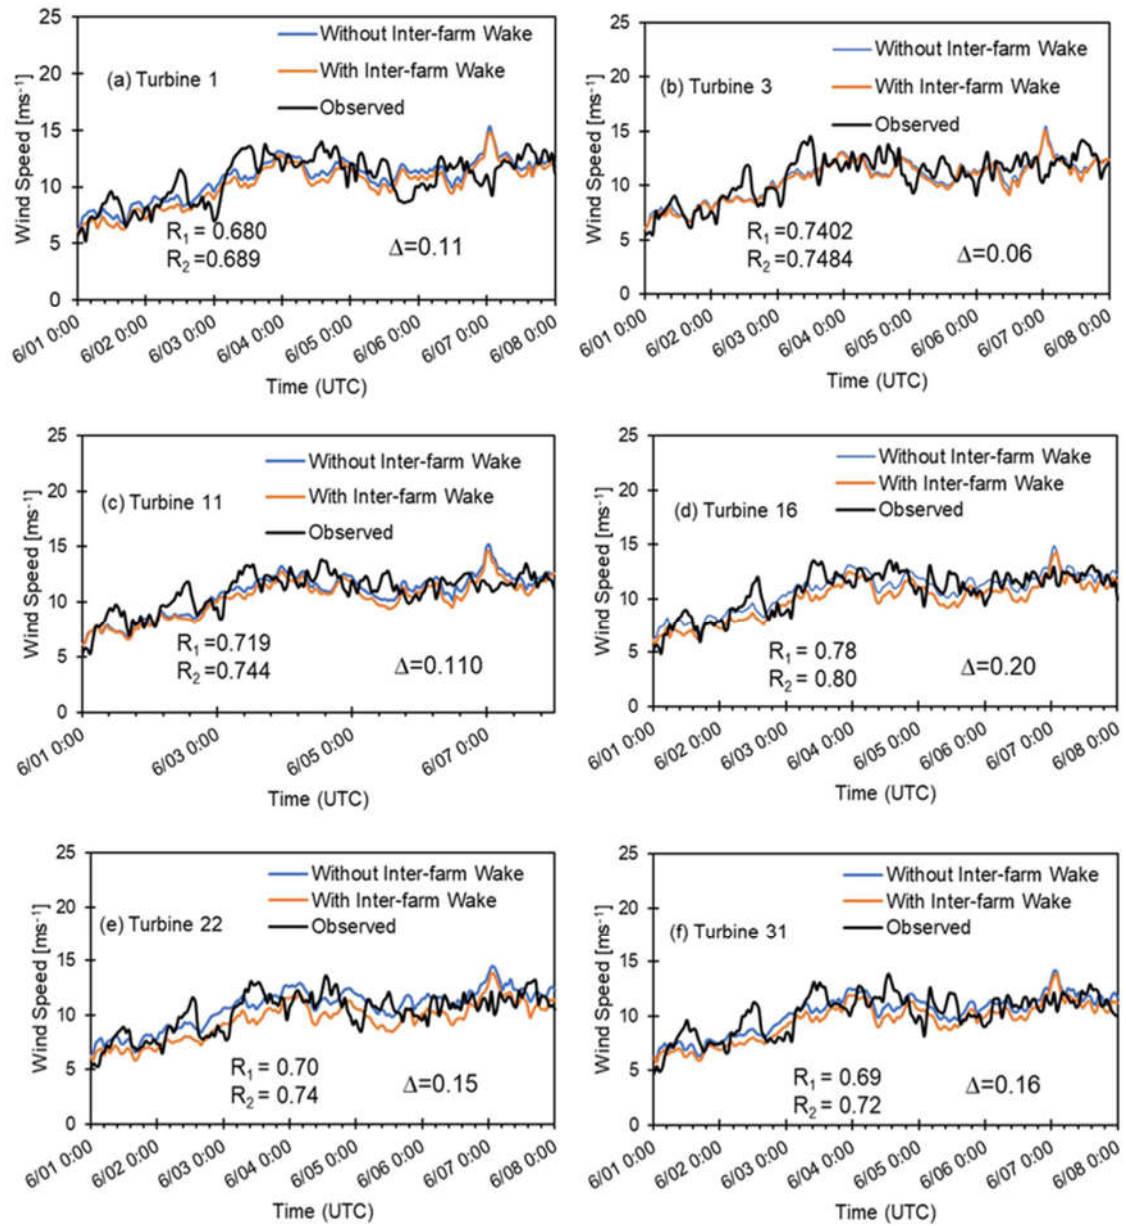 25
20
15
10
5
0
Wind Speed [ms⁻¹]
(a) Turbine 1
Without Inter-farm Wake
With Inter-farm Wake
Observed
R₁ = 0.680
R₂ =0.689
Δ=0.11
6/01 0:00
6/02 0:00
6/03 0:00
6/04 0:00
6/05 0:00
6/06 0:00
6/07 0:00
6/08 0:00
Time (UTC)
25
20
15
10
5
0
Wind Speed [ms⁻¹]
(b) Turbine 3
Without Inter-farm Wake
With Inter-farm Wake
Observed
R₁ =0.7402
R₂ =0.7484
Δ=0.06
6/01 0:00
6/02 0:00
6/03 0:00
6/04 0:00
6/05 0:00
6/06 0:00
6/07 0:00
6/08 0:00
Time (UTC)
25
20
15
10
5
0
Wind Speed [ms⁻¹]
(c) Turbine 11
Without Inter-farm Wake
With Inter-farm Wake
Observed
R₁ =0.719
R₂ =0.744
Δ=0.110
6/01 0:00
6/03 0:00
6/05 0:00
6/07 0:00
Time (UTC)
25
20
15
10
5
0
Wind Speed [ms⁻¹]
(d) Turbine 16
Without Inter-farm Wake
With Inter-farm Wake
Observed
R₁ = 0.78
R₂ = 0.80
Δ=0.20
6/01 0:00
6/02 0:00
6/03 0:00
6/04 0:00
6/05 0:00
6/06 0:00
6/07 0:00
6/08 0:00
Time (UTC)
25
20
15
10
5
0
Wind Speed [ms⁻¹]
(e) Turbine 22
Without Inter-farm Wake
With Inter-farm Wake
Observed
R₁ = 0.70
R₂ = 0.74
Δ=0.15
6/01 0:00
6/02 0:00
6/03 0:00
6/04 0:00
6/05 0:00
6/06 0:00
6/07 0:00
6/08 0:00
Time (UTC)
25
20
15
10
5
0
Wind Speed [ms⁻¹]
(f) Turbine 31
Without Inter-farm Wake
With Inter-farm Wake
Observed
R₁ = 0.69
R₂ = 0.72
Δ=0.16
6/01 0:00
6/02 0:00
6/03 0:00
6/04 0:00
6/05 0:00
6/06 0:00
6/07 0:00
6/08 0:00
Time (UTC)